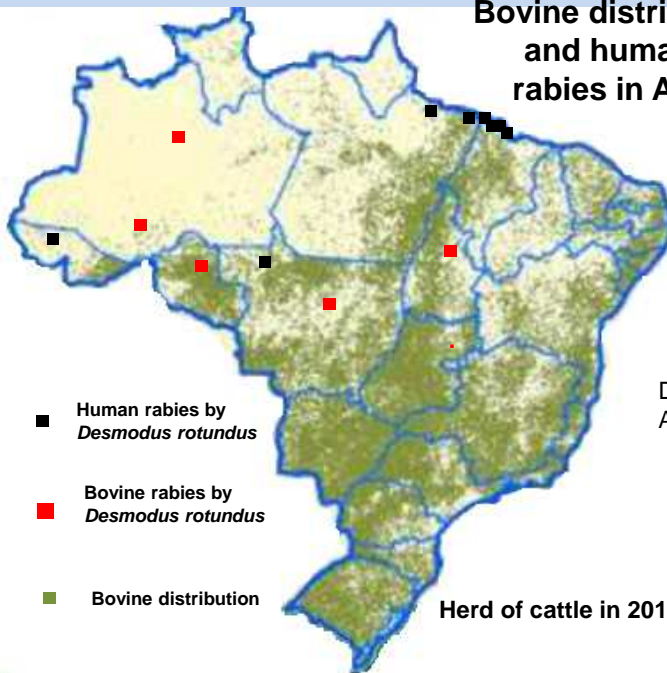 Bovine distri
and huma
rabies in A
D
A
Human rabies by
Desmodus rotundus
Bovine rabies by
Desmodus rotundus
Bovine distribution
Herd of cattle in 201